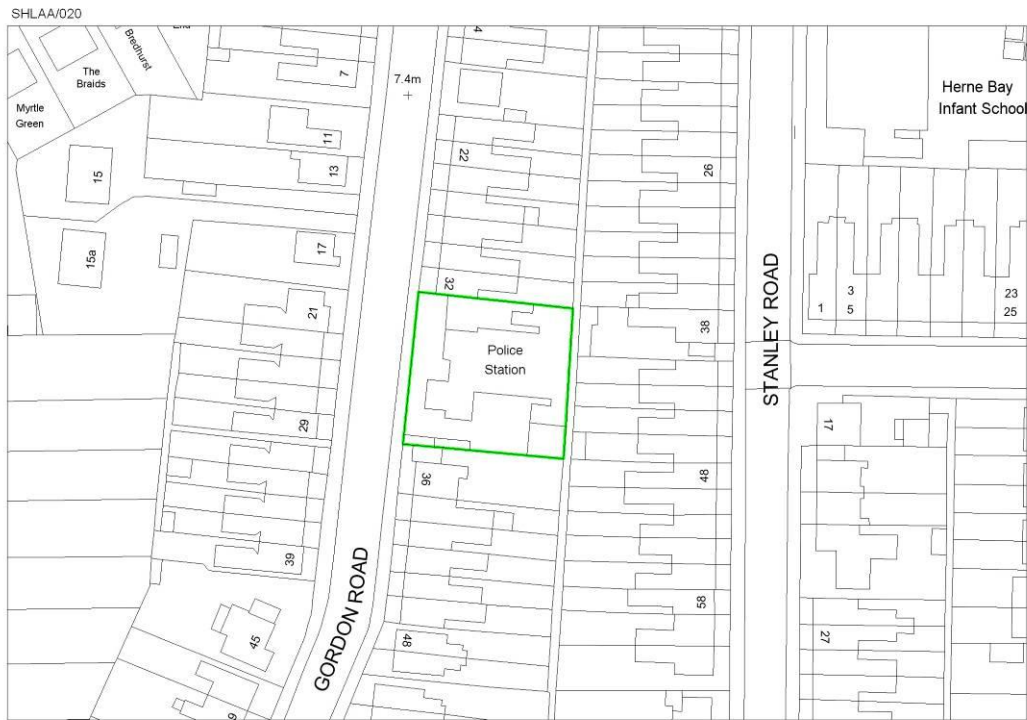 SHLAA/020
Bredhurst
The
Braids
Myrtle
Green
7
7.4m
4
Herne Bay
Infant School
11
13
22
26
15
15a
17
32
21
38
1
3
5
23
25
Police
Station
STANLEY ROAD
29
17
36
48
39
GORDON ROAD
58
45
48
27
9